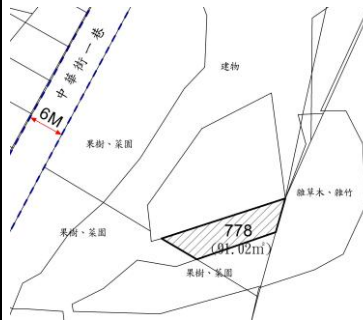 建物
中華街一巷
6M
果樹、菜園
雜草木、雜竹
778
(91.02㎡)
果樹、菜園
果樹、菜園